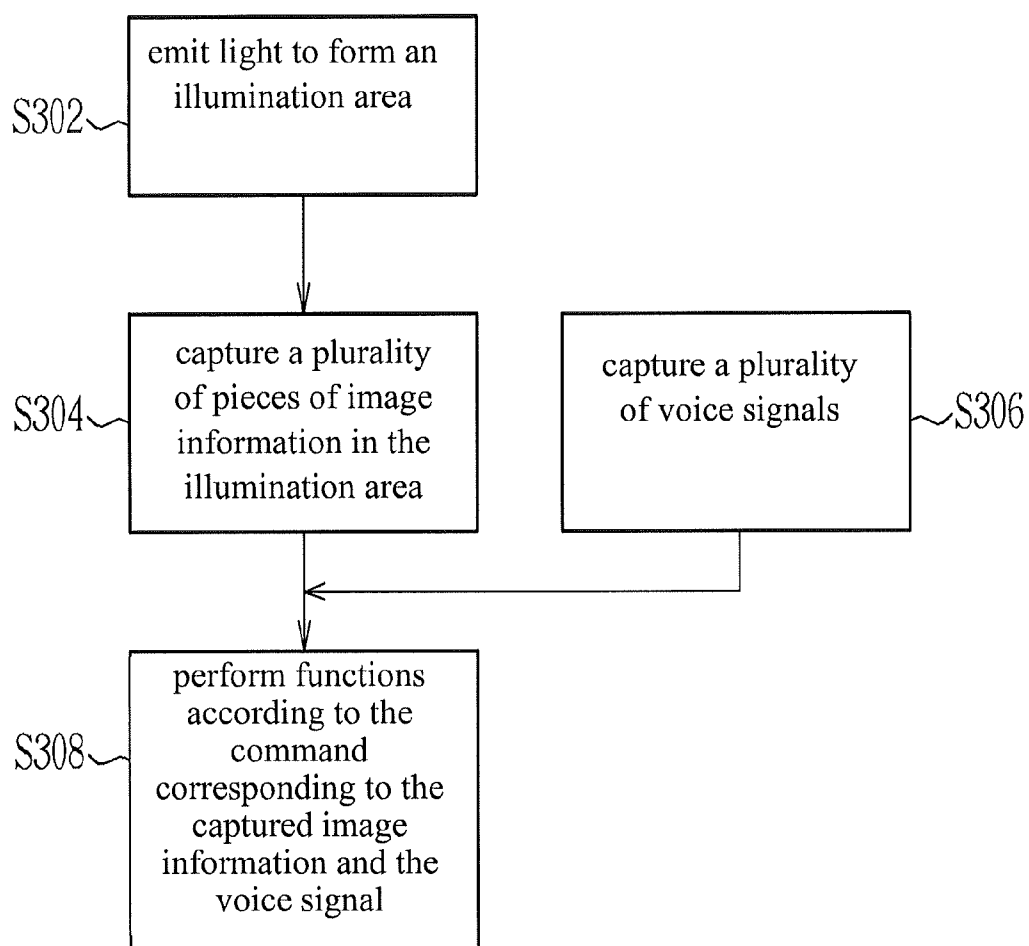 emit light to form an
illumination area
S302
capture a plurality
of pieces of image
information in the
illumination area
S304
capture a plurality
of voice signals
S306
perform functions
according to the
command
corresponding to the
captured image
information and the
voice signal
S308